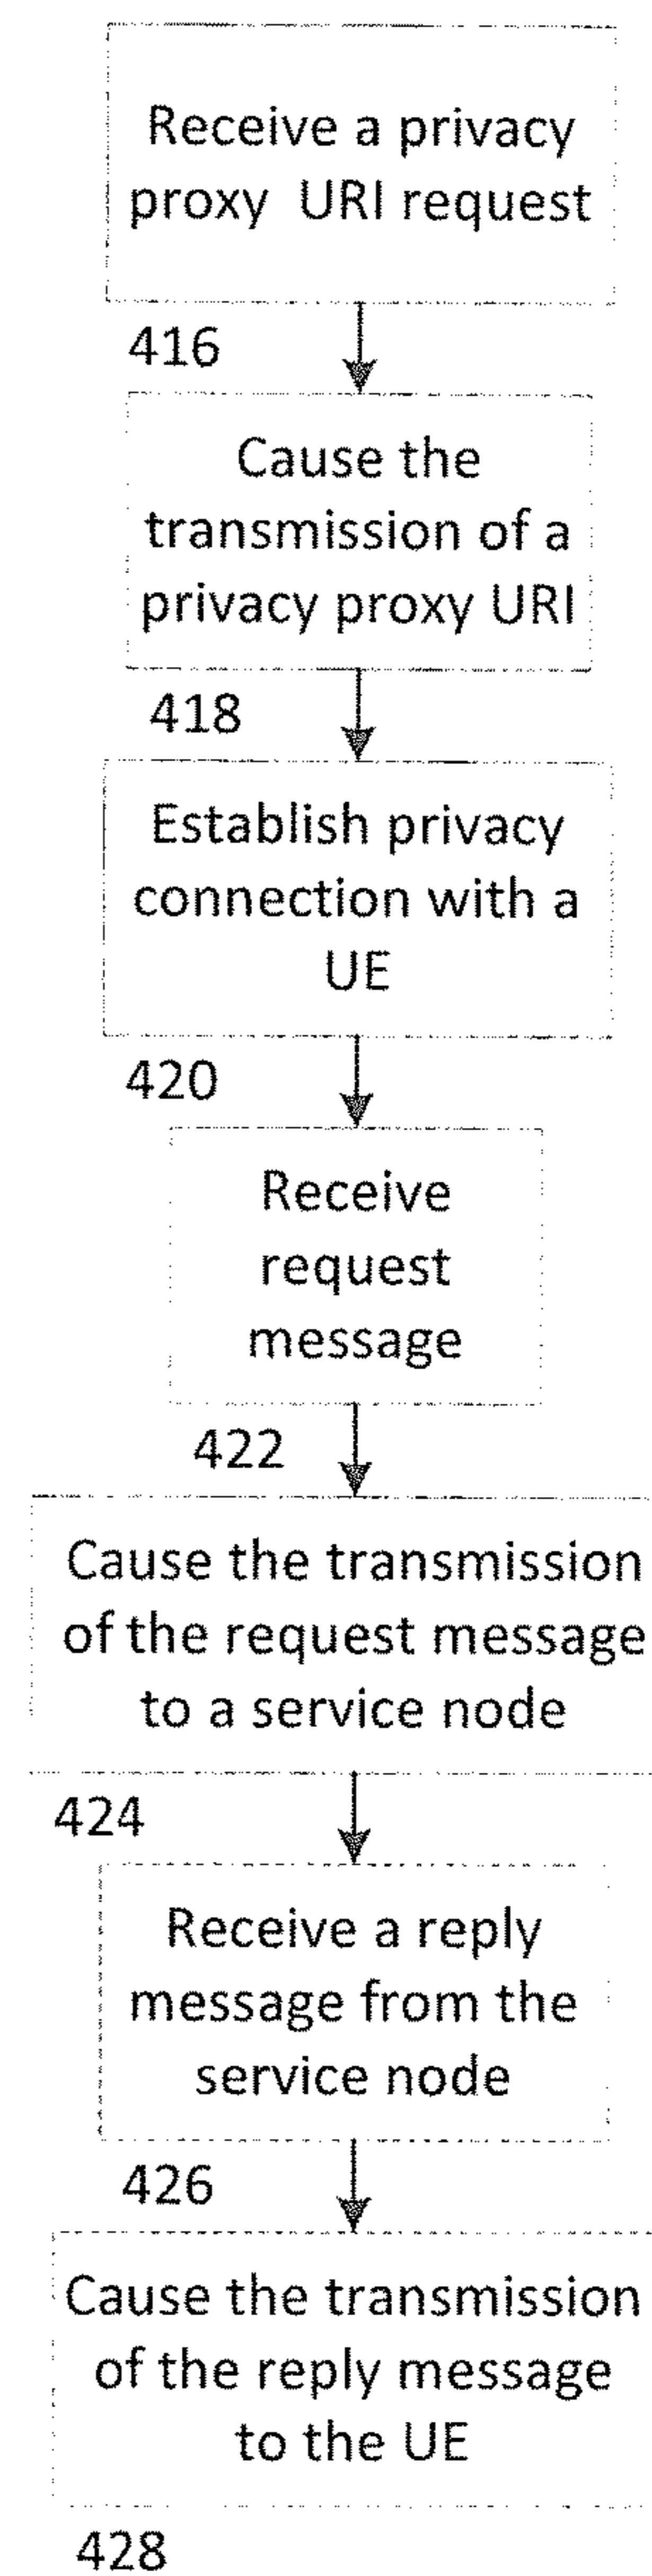 Receive a privacy
proxy URI request
416
Cause the
transmission of a
privacy proxy URI
418
Establish privacy
connection with a
UE
420
Receive
request
message
422
Cause the transmission
of the request message
to a service node
424
Receive a reply
message from the
service node
426
Cause the transmission
of the reply message
to the UE
428